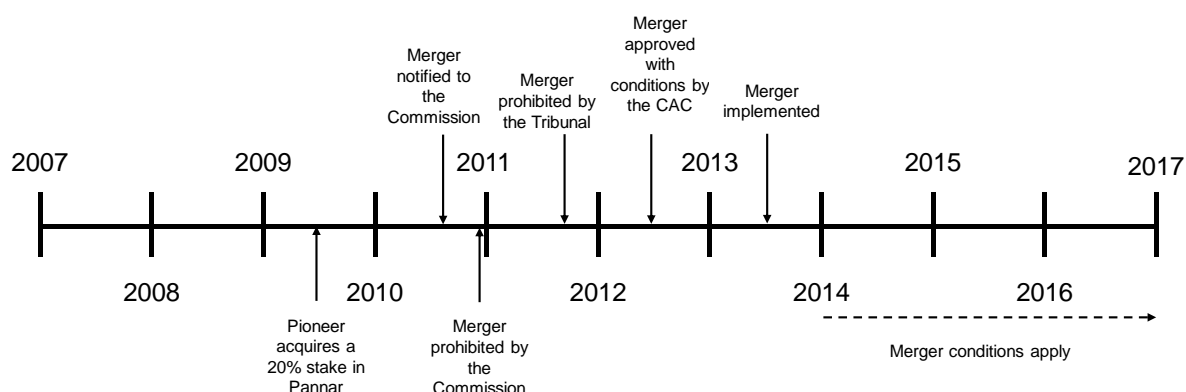 Merger
approved
with
conditions by
the CAC
Merger
notified to
the
Commission
Merger
prohibited by
the Tribunal
Merger
implemented
2007
2009
2011
2013
2015
2017
2008
2010
2012
2014
2016
Pioneer
acquires a
20% stake in
Pannar
Merger
prohibited by
the
Commission
Merger conditions apply